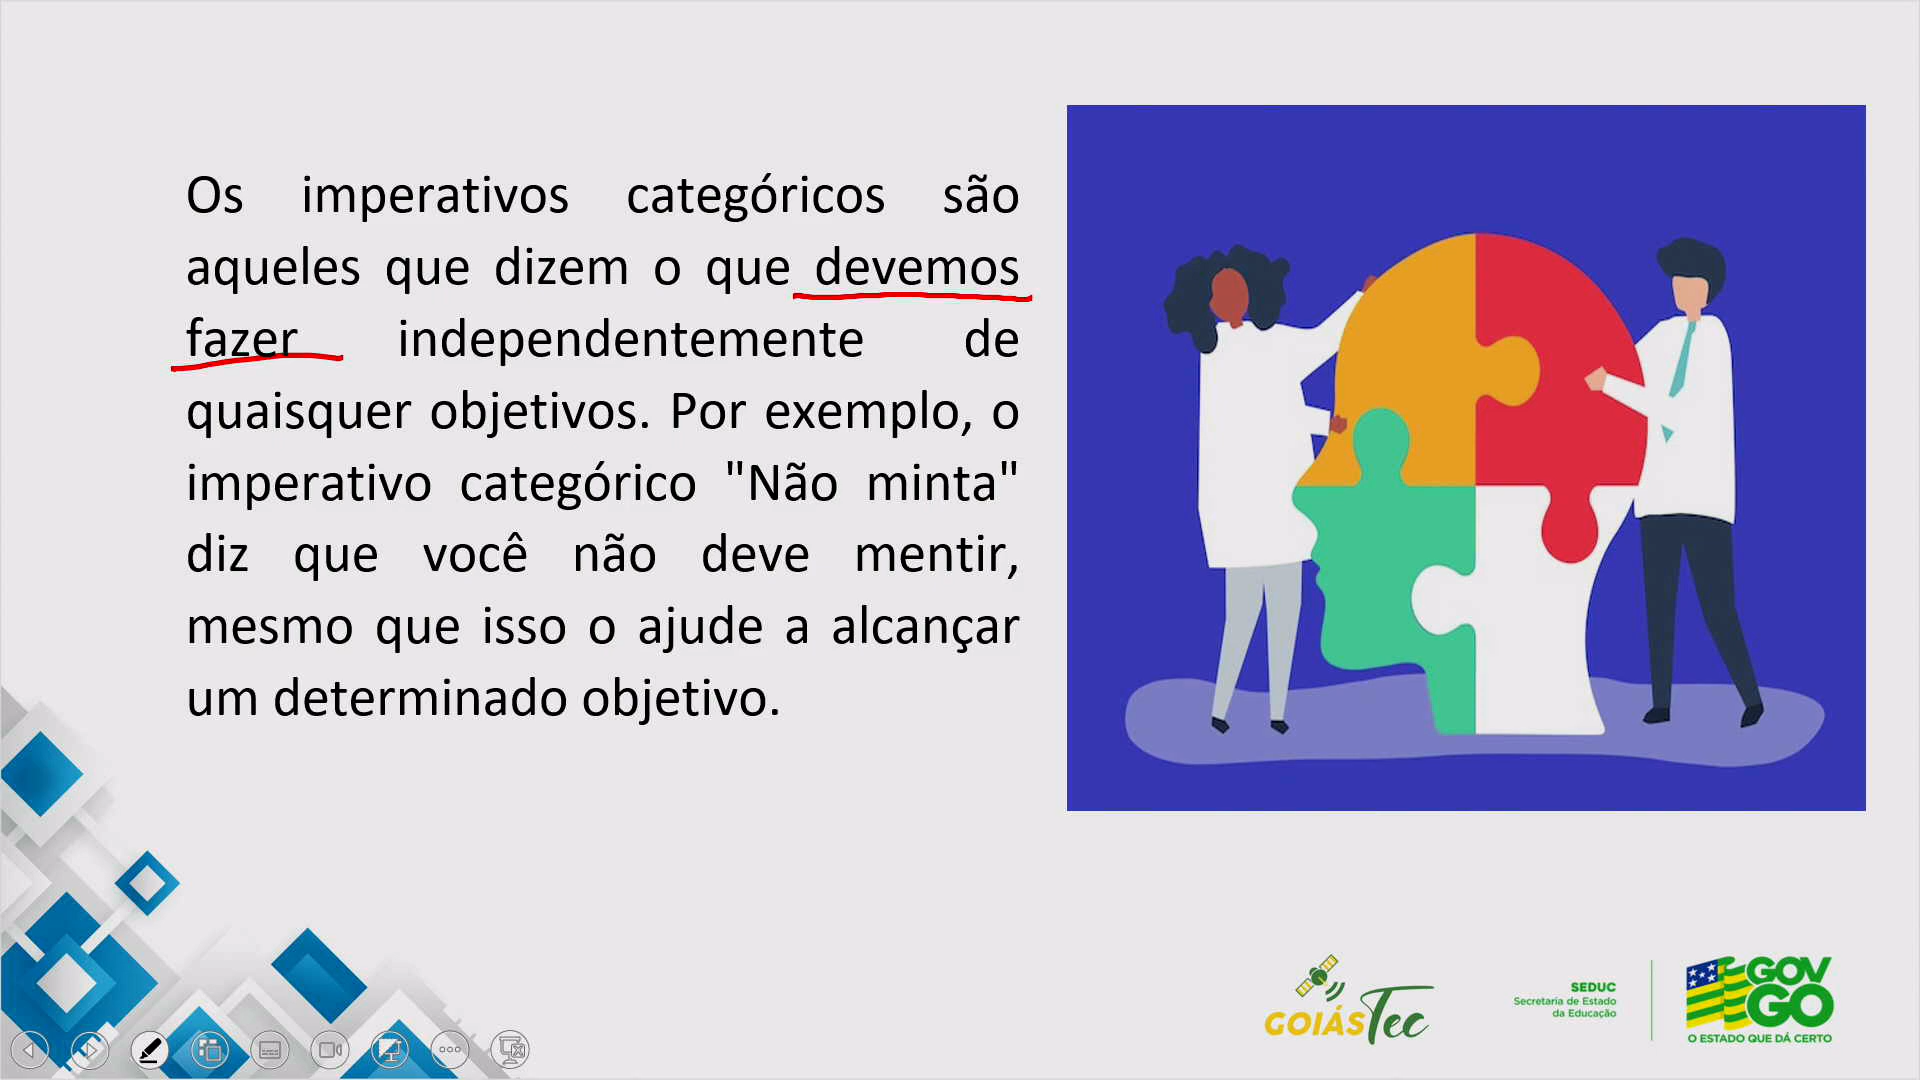 Os imperativos categóricos são
aqueles que dizem o que devemos
fazer independentemente de
quaisquer objetivos. Por exemplo, o
imperativo categórico "Não minta"
diz que você não deve mentir,
mesmo que isso o ajude a alcançar
um determinado objetivo.
GOIÁSTec
SEDUC
Secretaria de Estado
da Educação
GOV
GO
O ESTADO QUE DÁ CERTO